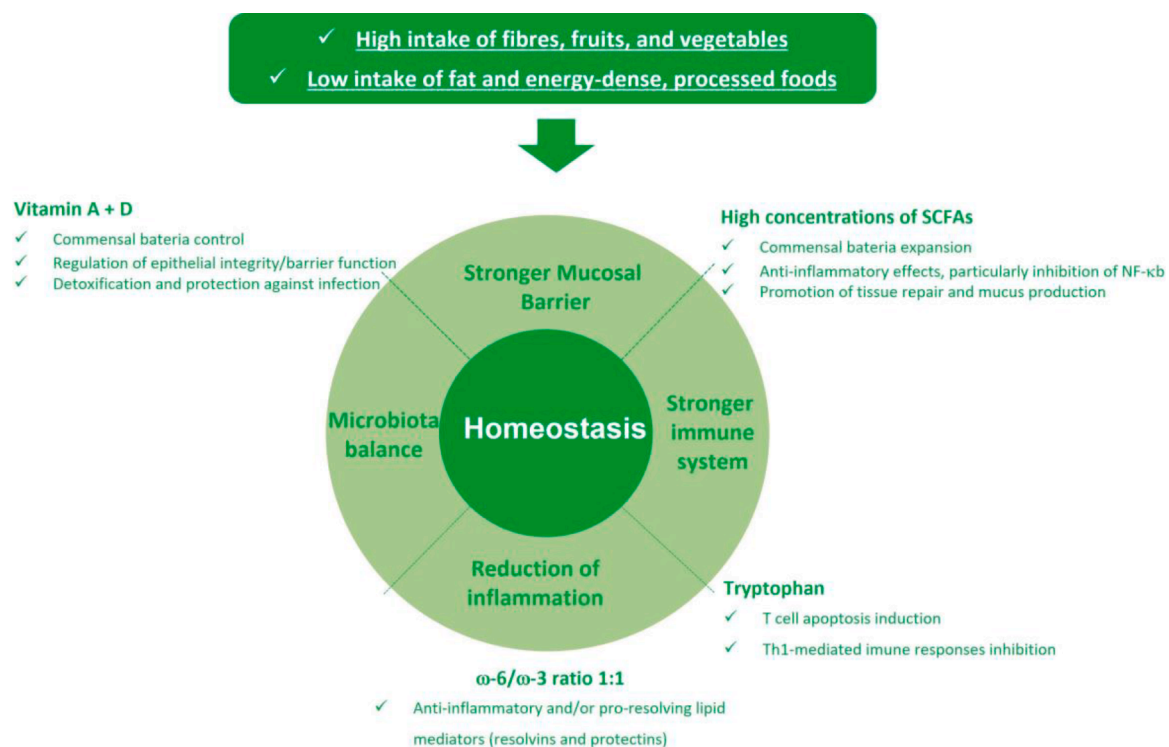 ✓ High intake of fibres, fruits, and vegetables
✓ Low intake of fat and energy-dense, processed foods
Vitamin A + D
✓ Commensal bateria control
✓ Regulation of epithelial integrity/barrier function
✓ Detoxification and protection against infection
High concentrations of SCFAs
✓ Commensal bateria expansion
✓ Anti-inflammatory effects, particularly inhibition of NF-κb
✓ Promotion of tissue repair and mucus production
Stronger Mucosal
Barrier
Microbiota
balance
Homeostasis
Stronger
immune
system
Reduction of
inflammation
Tryptophan
✓ T cell apoptosis induction
✓ Th1-mediated imune responses inhibition
ω-6/ω-3 ratio 1:1
✓ Anti-inflammatory and/or pro-resolving lipid
mediators (resolvins and protectins)